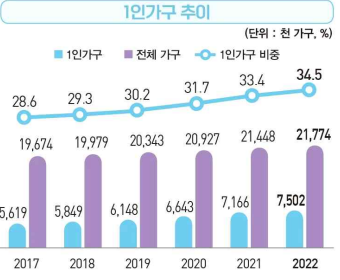 1인가구 추이
(단위 : 천 가구, %)
1인가구 전체 가구 1인가구 비중
28.6 29.3 30.2 31.7 33.4 34.5
19,674 19,979 20,343 20,927 21,448 21,774
5,619 5,849 6,148 6,643 7,166 7,502
2017 2018 2019 2020 2021 2022